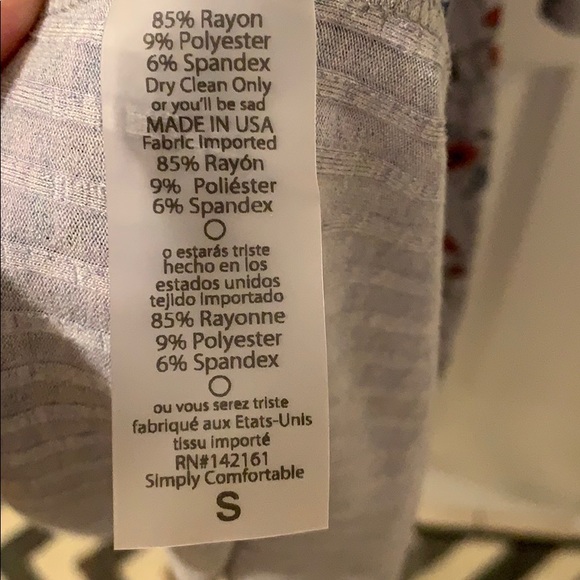 85% Rayon
9% Polyester
6% Spandex
Dry Clean Only
or you'll be sad
MADE IN USA
Fabric Imported
85% Rayón
9% Poliéster
6% Spandex
o estarás triste
hecho en los
estados unidos
tejido Importado
85% Rayonne
9% Polyester
6% Spandex
ou vous serez triste
fabriqué aux Etats-Unis
tissu importé
RN#142161
Simply Comfortable
S